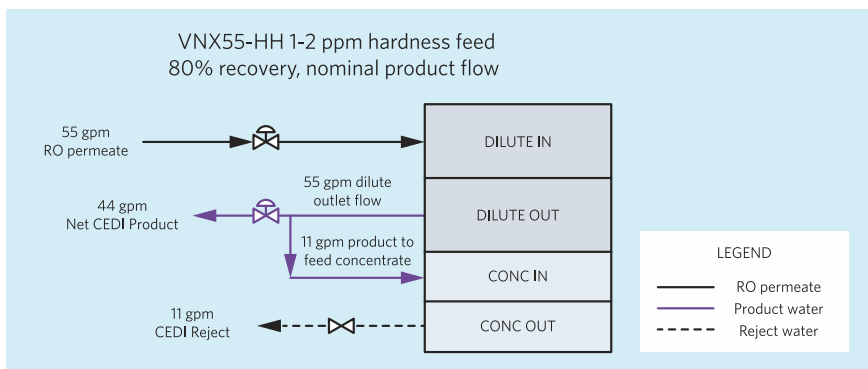 VNX55-HH 1-2 ppm hardness feed
80% recovery, nominal product flow
55 gpm
RO permeate
DILUTE IN
55 gpm dilute
outlet flow
44 gpm
Net CEDI Product
DILUTE OUT
11 gpm product to
feed concentrate
CONC IN
11 gpm
CEDI Reject
CONC OUT
LEGEND
RO permeate
Product water
Reject water